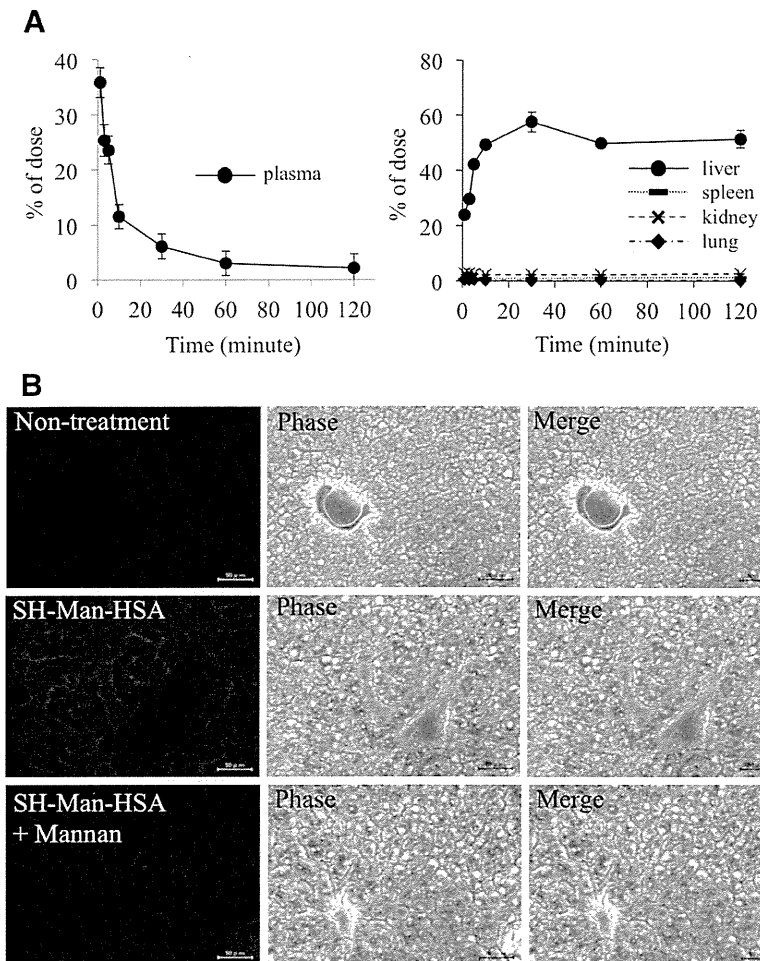 A
40
30
20
10
0
% of dose
plasma
0 20 40 60 80 100 120
Time (minute)
80
60
40
20
0
% of dose
liver
spleen
kidney
lung
0 20 40 60 80 100 120
Time (minute)
B
Non-treatment
Phase
Merge
SH-Man-HSA
Phase
Merge
SH-Man-HSA
+ Mannan
Phase
Merge